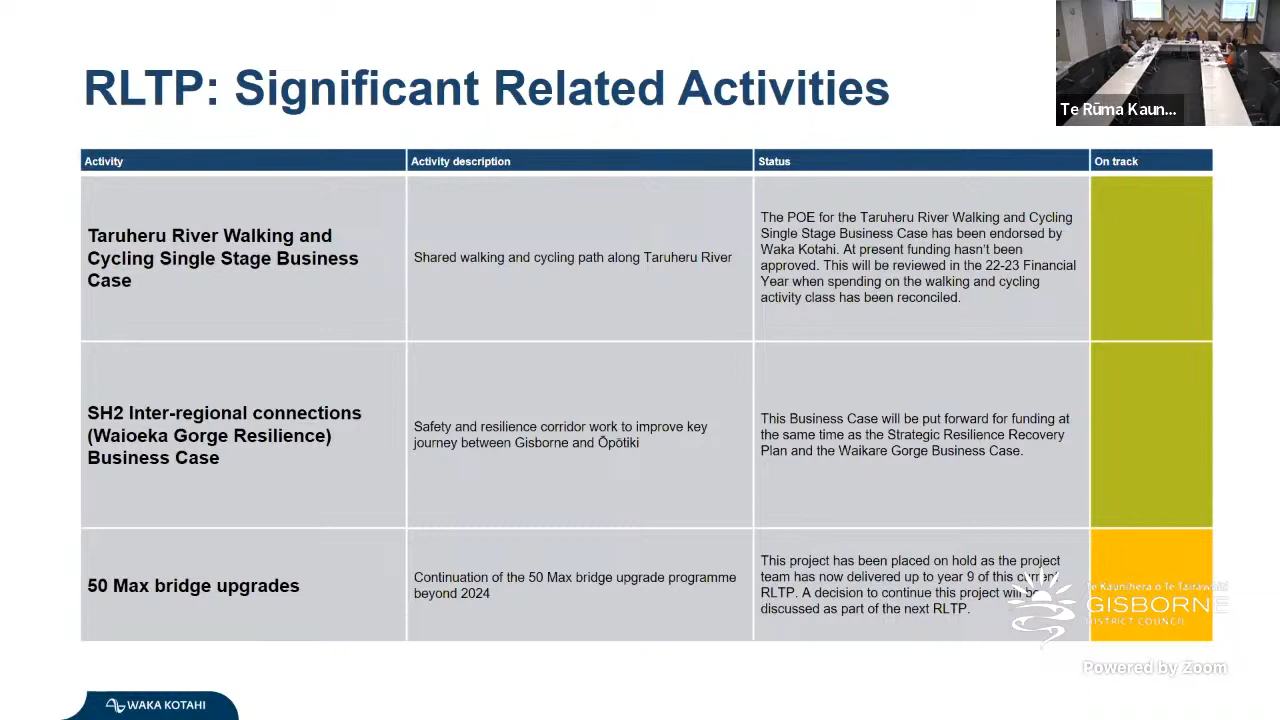 RLTP: Significant Related Activities
Te Rūma Kaun...
Activity
Activity description
Status
On track
Taruheru River Walking and
Cycling Single Stage Business
Case
Shared walking and cycling path along Taruheru River
The POE for the Taruheru River Walking and Cycling
Single Stage Business Case has been endorsed by
Waka Kotahi. At present funding hasn't been
approved. This will be reviewed in the 22-23 Financial
Year when spending on the walking and cycling
activity class has been reconciled.
SH2 Inter-regional connections
(Waioeka Gorge Resilience)
Business Case
Safety and resilience corridor work to improve key
journey between Gisborne and Ōpōtiki
This Business Case will be put forward for funding at
the same time as the Strategic Resilience Recovery
Plan and the Waikare Gorge Business Case.
50 Max bridge upgrades
Continuation of the 50 Max bridge upgrade programme
beyond 2024
This project has been placed on hold as the project
team has now delivered up to year 9 of this current
RLTP. A decision to continue this project will be
discussed as part of the next RLTP.
Te Kaunihera o Te Tairāwhiti
GISBORNE
DISTRICT COUNCIL
Powered by Zoom
WAKA KOTAHI